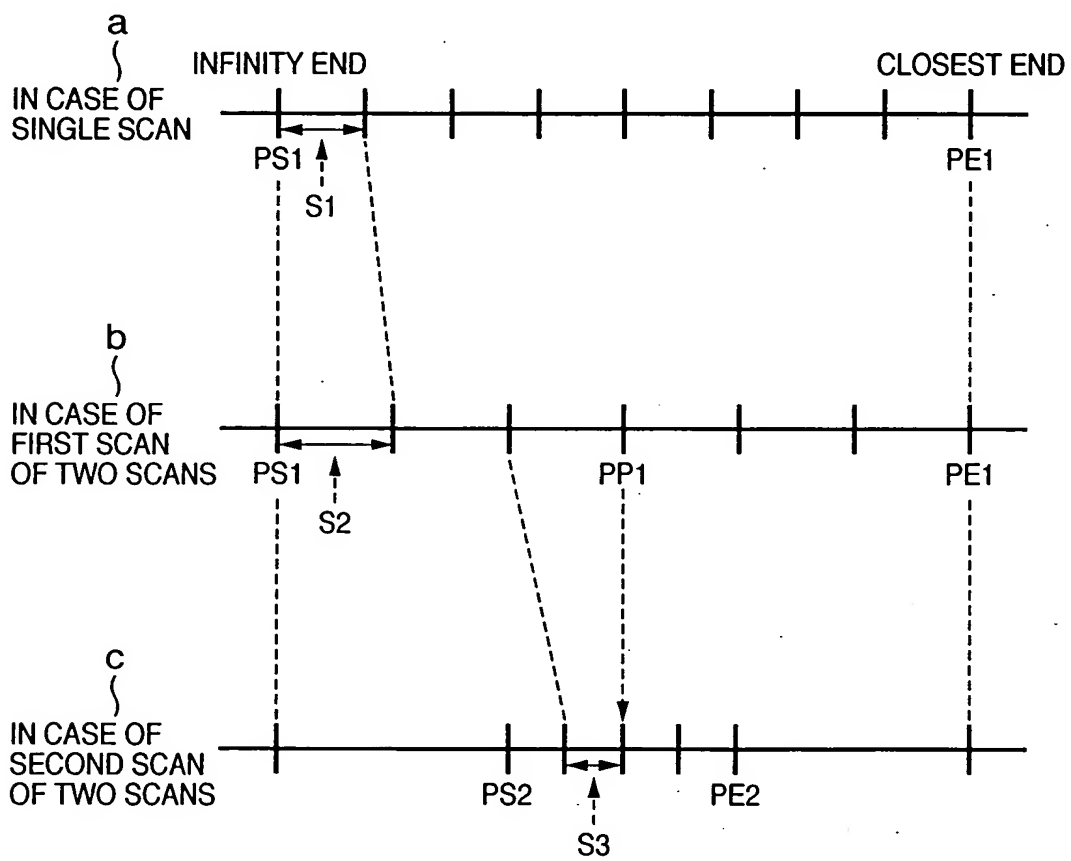 a
INFINITY END
CLOSEST END
IN CASE OF
SINGLE SCAN
PS1
PE1
S1
b
IN CASE OF
FIRST SCAN
OF TWO SCANS
PS1
PP1
PE1
S2
c
IN CASE OF
SECOND SCAN
OF TWO SCANS
PS2
PE2
S3